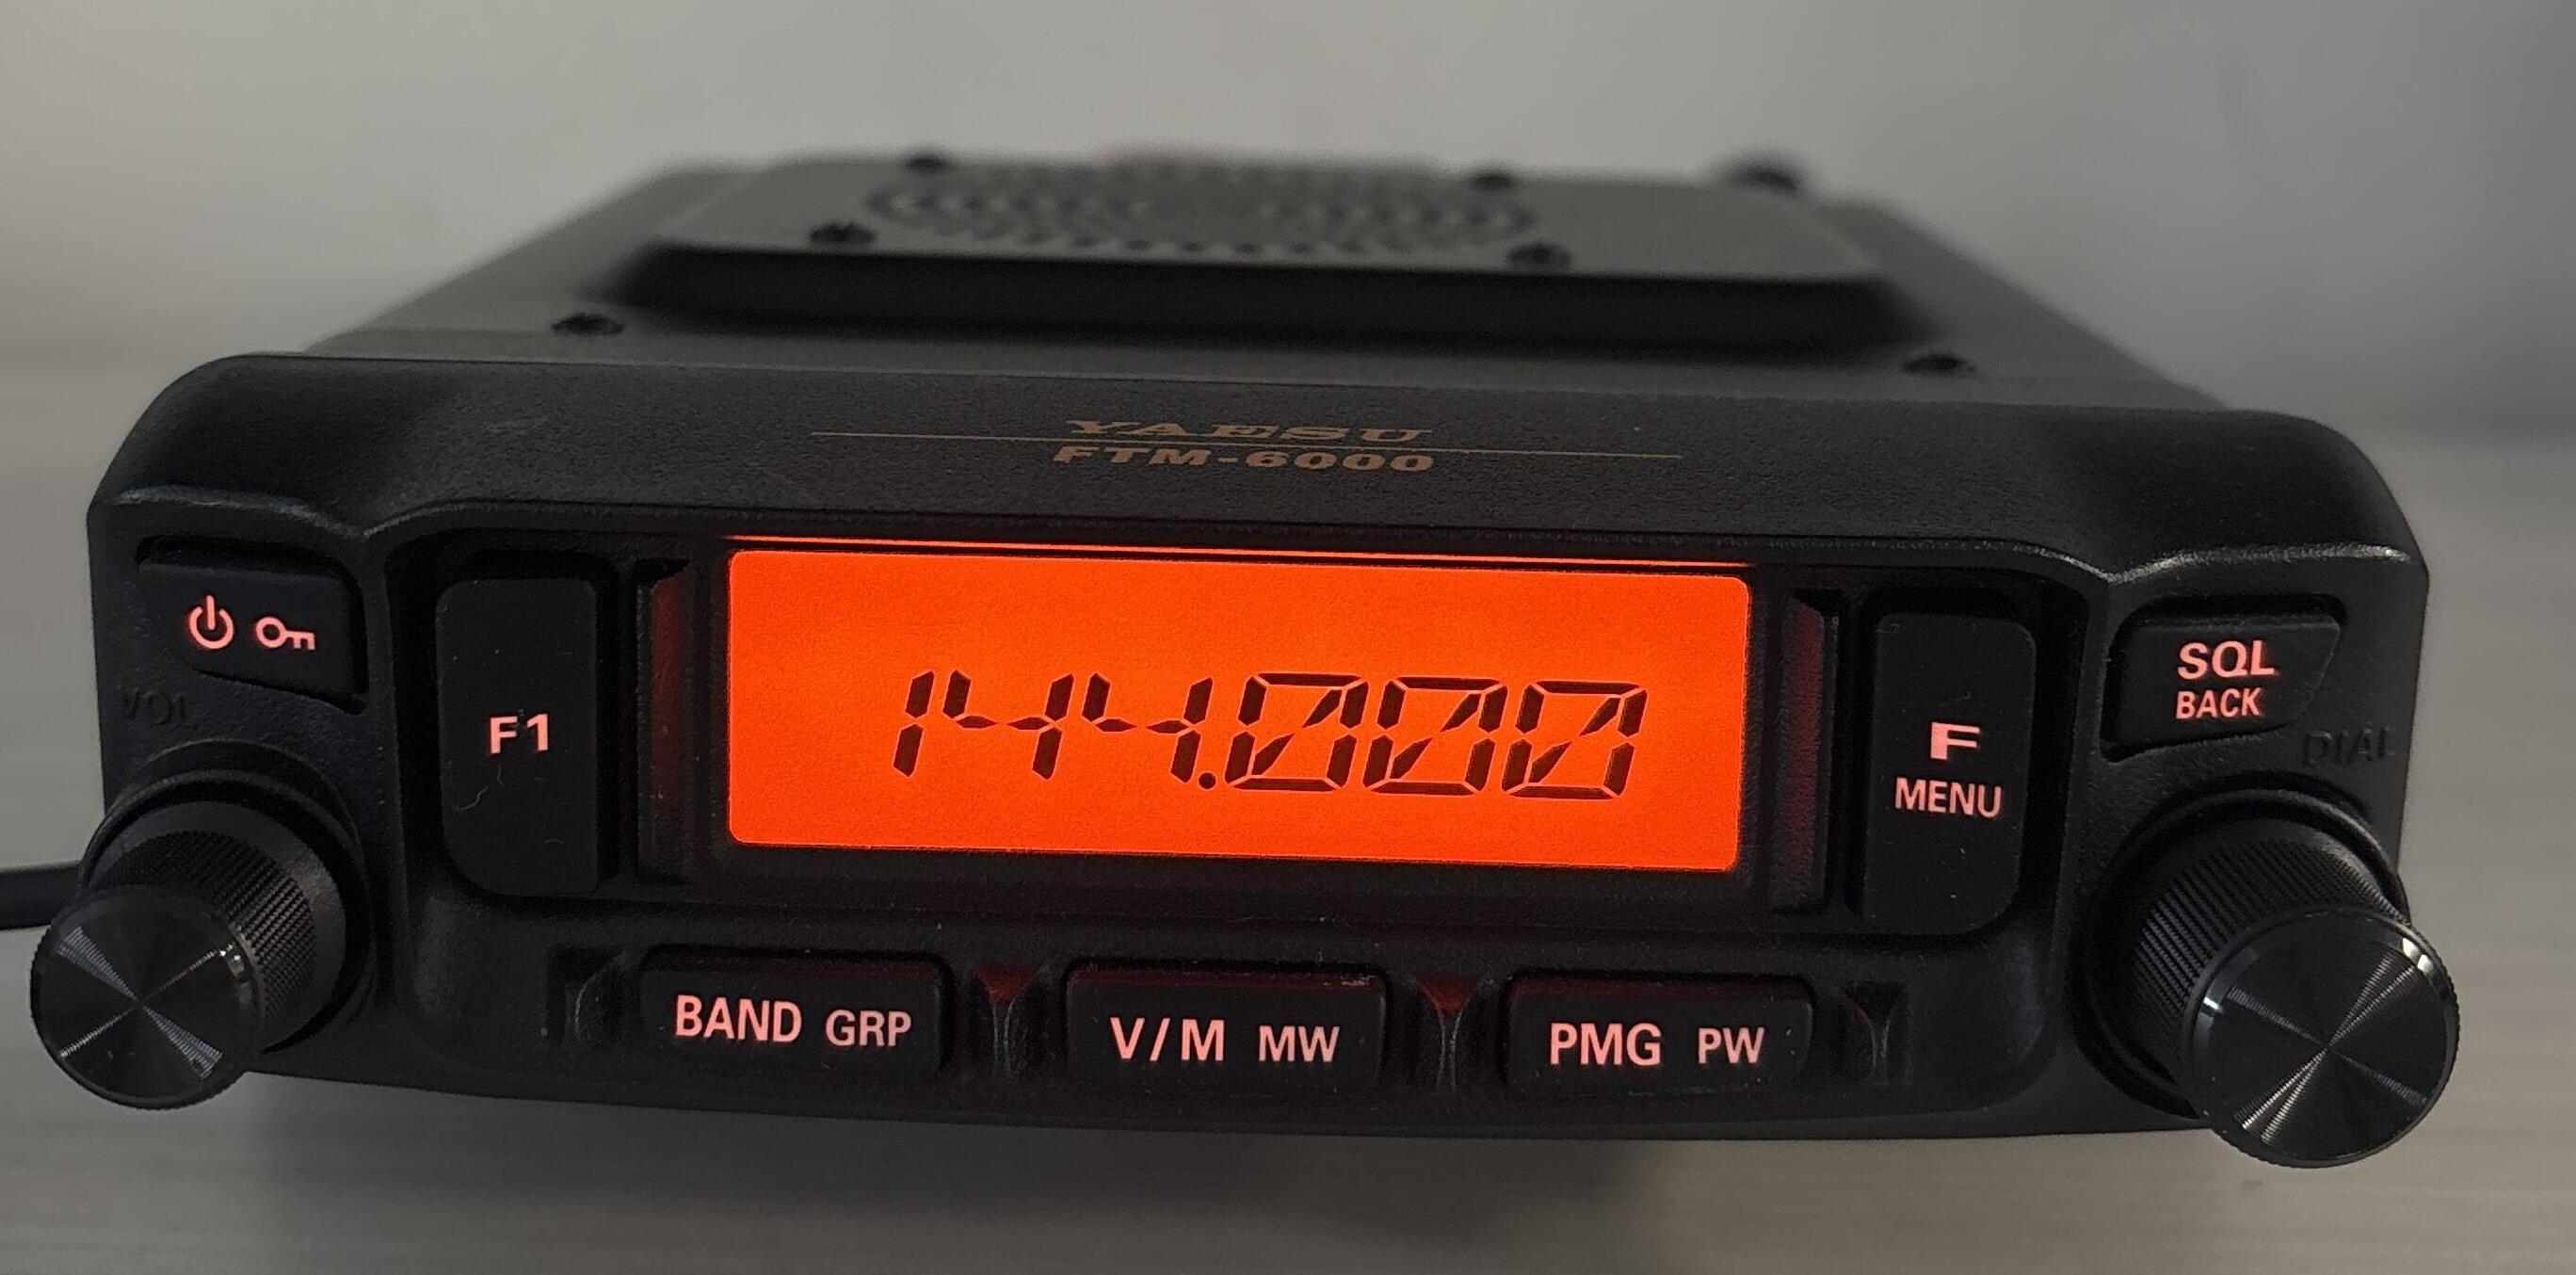 YAESU
FTM-6000
VOL
F1
144.000
F
MENU
SQL
BACK
DIAL
BAND GRP
V/M MW
PMG PW